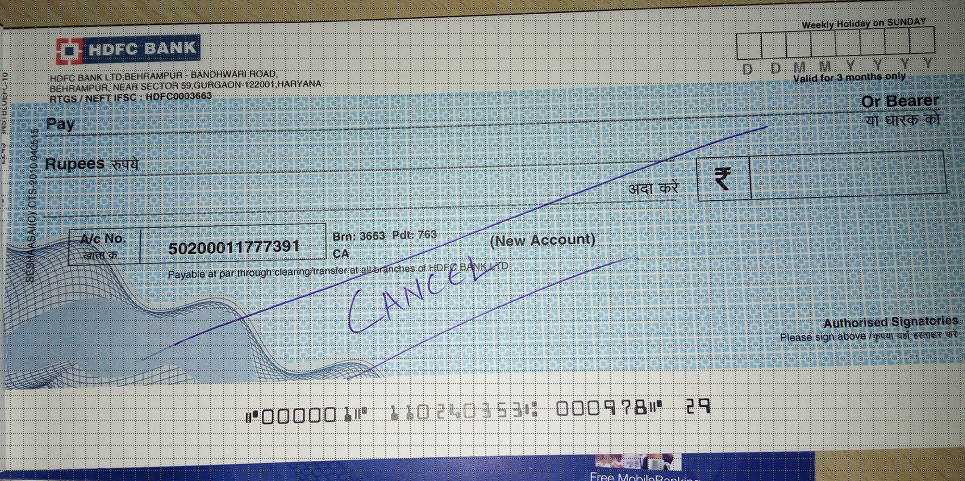 HDFC BANK
Weekly Holiday on SUNDAY
HDFC BANK LTD,BEHRAMPUR - BANDHWARI ROAD,
BEHRAMPUR, NEAR SECTOR 59,GURGAON-122001,HARYANA
RTGS / NEFT IFSC : HDFC0003663
D D M M Y Y Y Y
Valid for 3 months only
Pay
Or Bearer
या धारक को
Rupees रुपये
अदा करें
₹
A/c No.
खाता क्र
50200011777391
Brn: 3663 Pdt: 763
CA
(New Account)
Payable at par through clearing/transfer at all branches of HDFC BANK LTD
CANCEL
Authorised Signatories
Please sign above / कृपया यहाँ हस्ताक्षर करें
⑈000001⑈ 110240353⑆ 000978⑈ 29
CTS-2010
Free MobileBanking